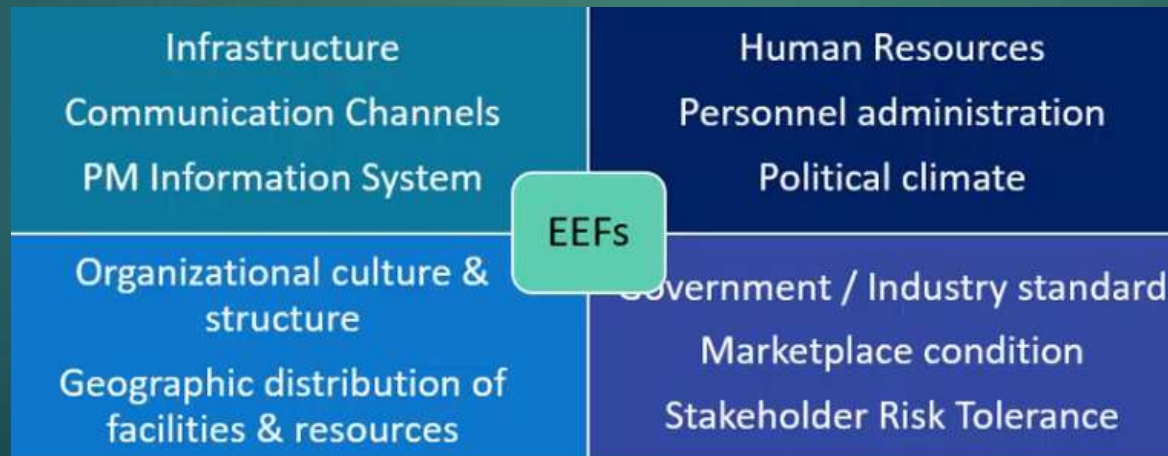 Infrastructure
Communication Channels
PM Information System
Human Resources
Personnel administration
Political climate
EEFs
Organizational culture &
structure
Geographic distribution of
facilities & resources
Government / Industry standard
Marketplace condition
Stakeholder Risk Tolerance